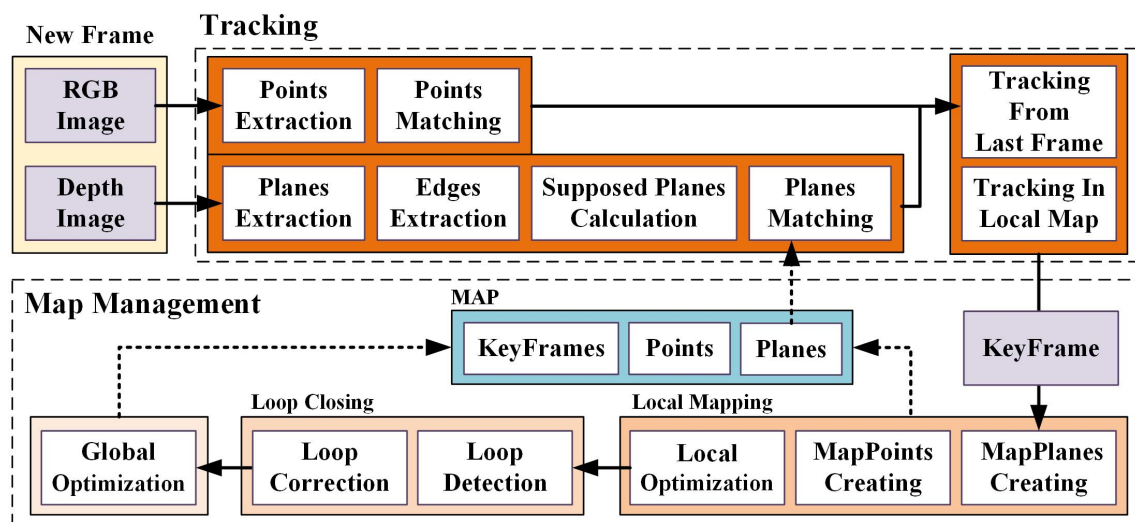 New Frame
Tracking
RGB
Image
Points
Extraction
Points
Matching
Tracking
From
Last Frame
Depth
Image
Planes
Extraction
Edges
Extraction
Supposed Planes
Calculation
Planes
Matching
Tracking In
Local Map
Map Management
MAP
KeyFrames
Points
Planes
KeyFrame
Loop Closing
Local Mapping
Global
Optimization
Loop
Correction
Loop
Detection
Local
Optimization
MapPoints
Creating
MapPlanes
Creating